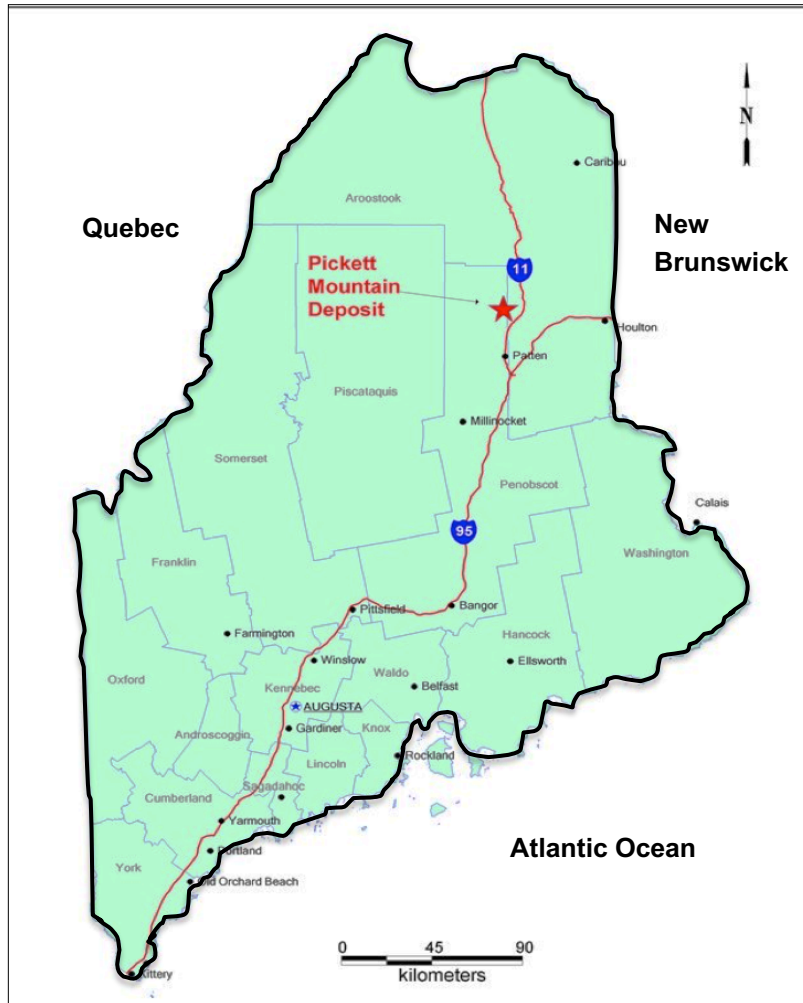 N
Caribou
Aroostook
Quebec
New
Brunswick
Pickett
Mountain
Deposit
11
Houlton
Patten
Piscataquis
Millinocket
Somerset
Penobscot
Calais
95
Washington
Franklin
Pittsfield
Bangor
Farmington
Hancock
Winslow
Ellsworth
Oxford
Waldo
Kennebec
Belfast
AUGUSTA
Androscoggio
Gardiner
Knox
Rockland
Lincoln
Sagadahoc
Cumberland
Yarmouth
Portland
Atlantic Ocean
York
Old Orchard Beach
0 45 90
kilometers
Kittery